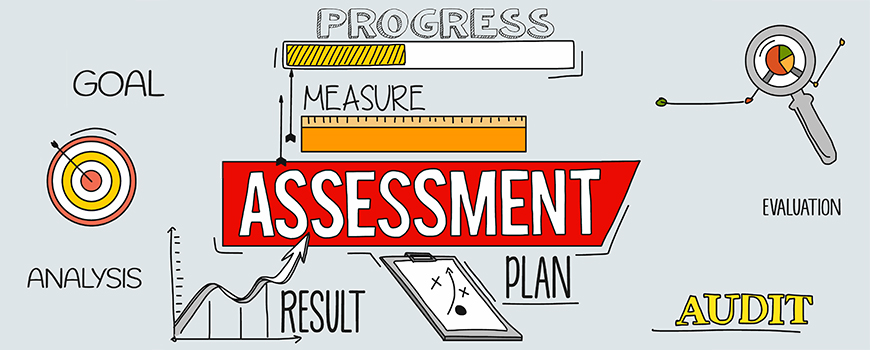 PROGRESS
GOAL
MEASURE
ASSESSMENT
EVALUATION
ANALYSIS
PLAN
RESULT
AUDIT